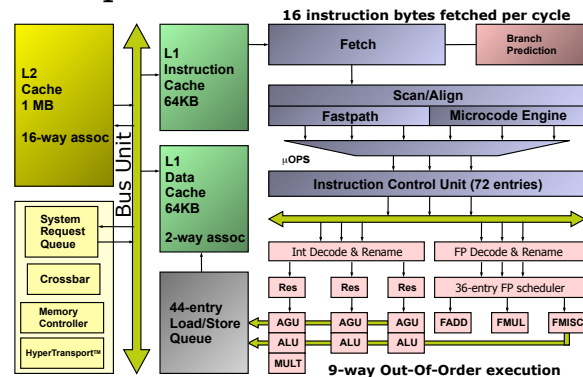 16 instruction bytes fetched per cycle
L2
Cache
1 MB
16-way assoc
Bus Unit
L1
Instruction
Cache
64KB
Fetch
Branch
Prediction
Scan/Align
Fastpath
Microcode Engine
µOPS
L1
Data
Cache
64KB
2-way assoc
Instruction Control Unit (72 entries)
System
Request
Queue
Crossbar
Memory
Controller
HyperTransport™
44-entry
Load/Store
Queue
Int Decode & Rename
FP Decode & Rename
Res
Res
Res
36-entry FP scheduler
AGU
AGU
AGU
FADD
FMUL
FMISC
ALU
ALU
ALU
MULT
9-way Out-Of-Order execution